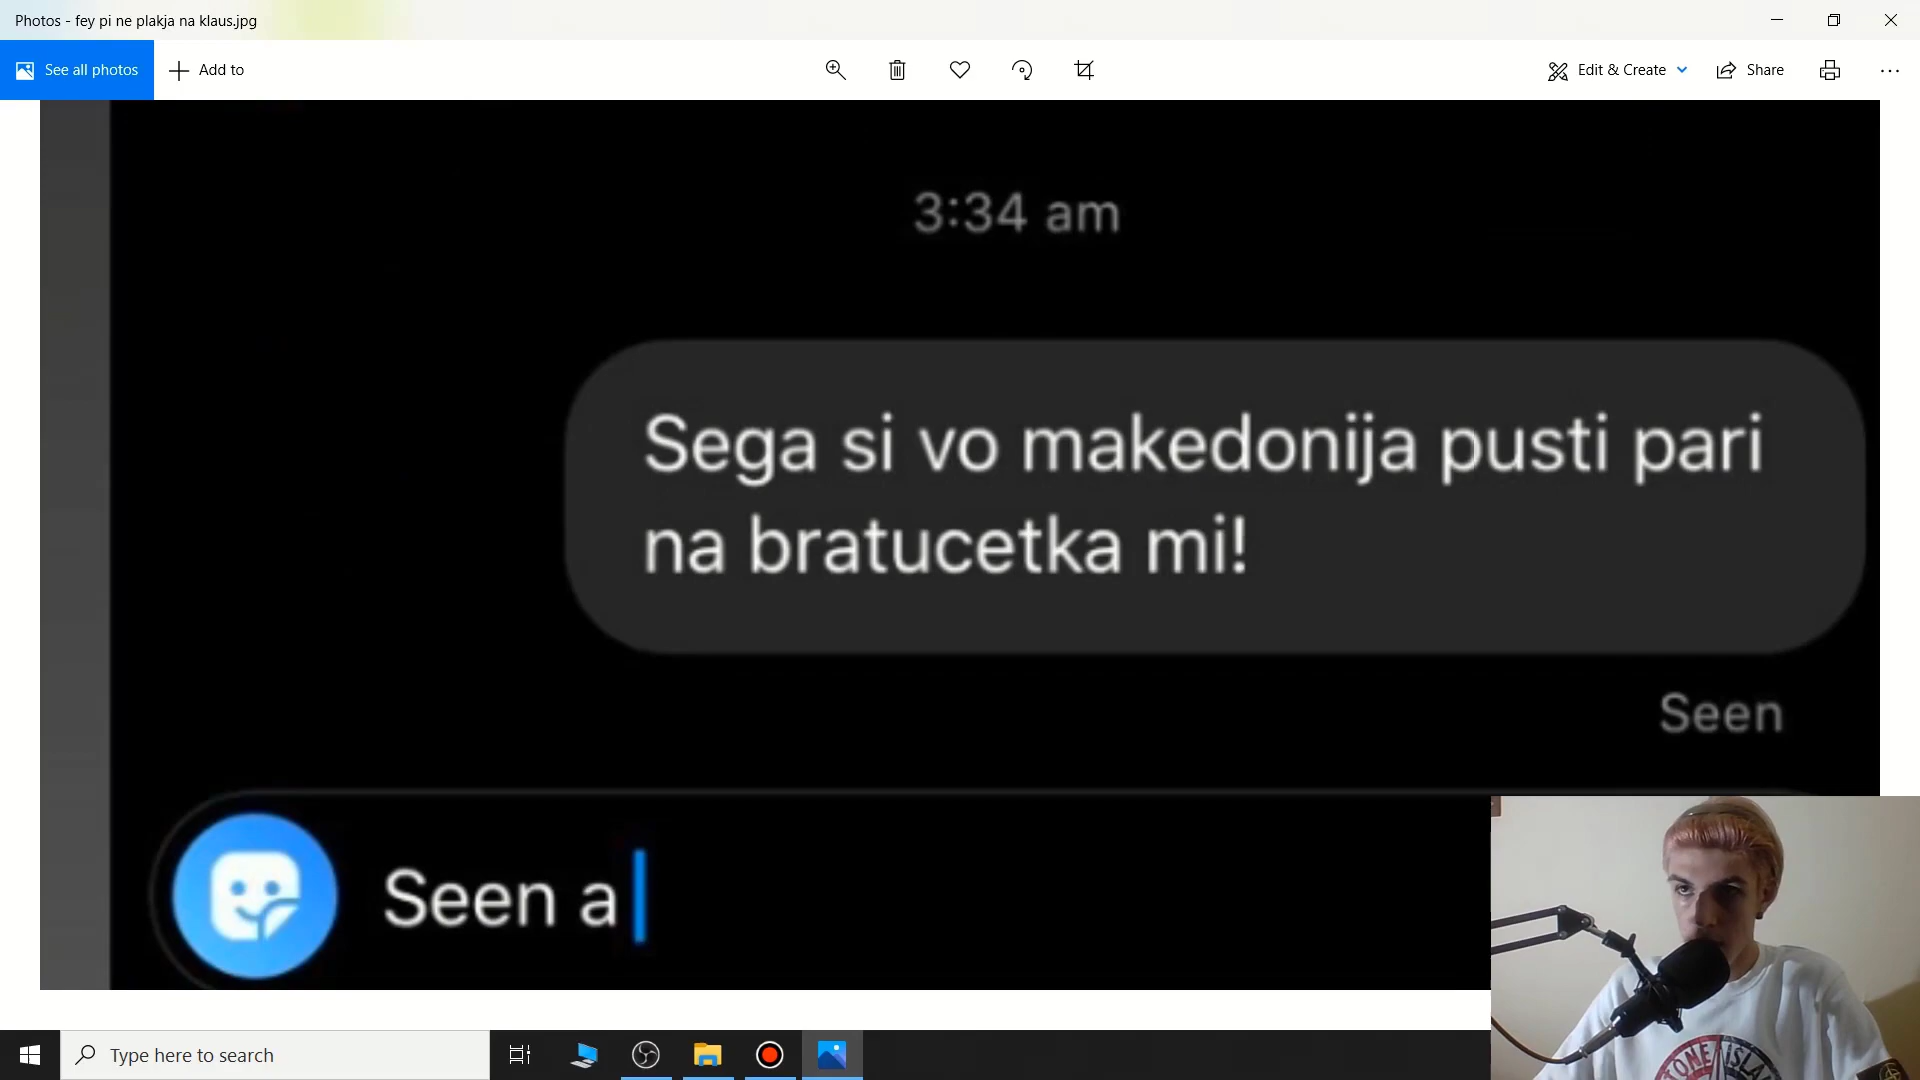 Photos - fey pi ne plakja na klaus.jpg
See all photos
Add to
Edit & Create
Share
3:34 am
Sega si vo makedonija pusti pari
na bratucetka mi!
Seen
Seen a
Type here to search